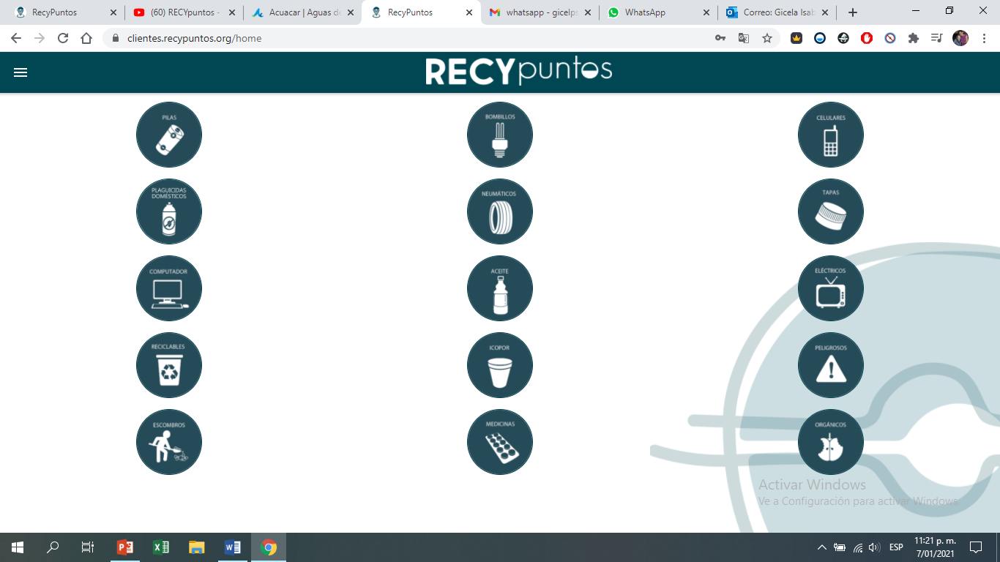 RecyPuntos
(60) RECYpuntos -
Acuacar | Aguas de
RecyPuntos
whatsapp - gicelps
WhatsApp
Correo: Gicela Isab
clientes.recypuntos.org/home
RECYpuntos
PILAS
BOMBILLOS
CELULARES
PLAGUICIDAS
DOMÉSTICOS
NEUMÁTICOS
TAPAS
COMPUTADOR
ACEITE
ELÉCTRICOS
RECICLABLES
ICOPOR
PELIGROSOS
ESCOMBROS
MEDICINAS
ORGÁNICOS
Activar Windows
Ve a Configuración para activar Windows.
ESP
11:21 p. m.
7/01/2021